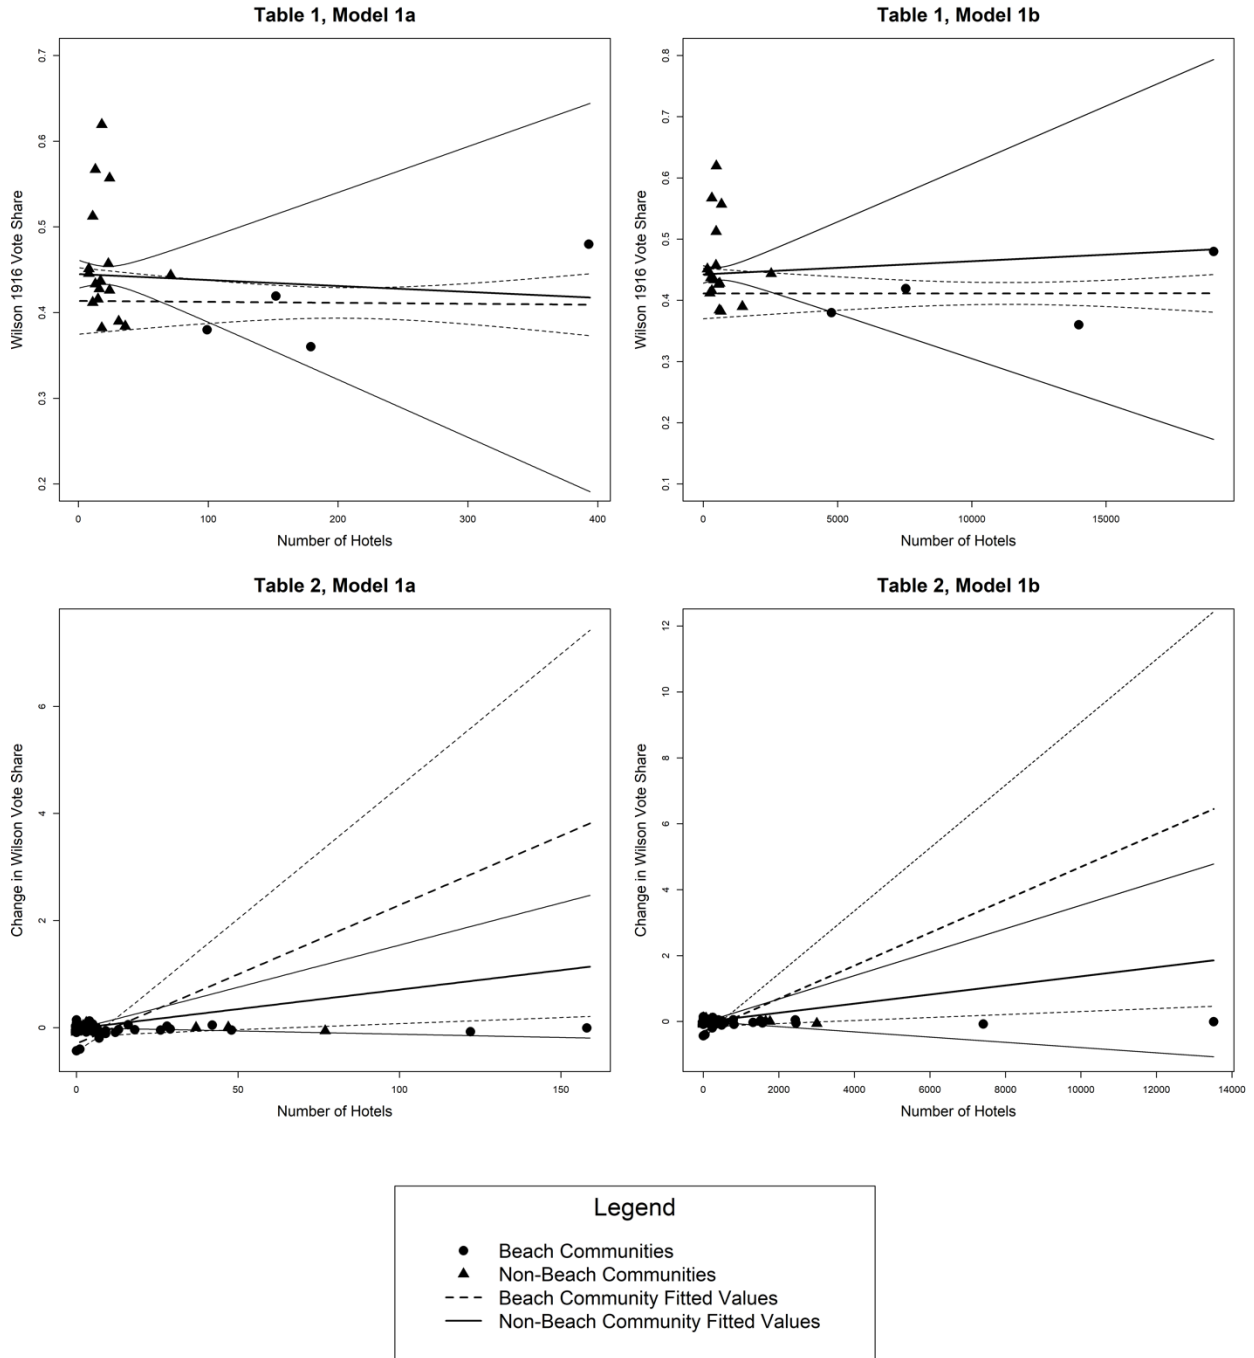 Table 1, Model 1a
0.7
0.6
0.5
0.4
0.3
0.2
Wilson 1916 Vote Share
0 100 200 300 400
Number of Hotels
Table 1, Model 1b
0.8
0.7
0.6
0.5
0.4
0.3
0.2
0.1
Wilson 1916 Vote Share
0 5000 10000 15000
Number of Hotels
Table 2, Model 1a
6
4
2
0
Change in Wilson Vote Share
0 50 100 150
Number of Hotels
Table 2, Model 1b
12
10
8
6
4
2
0
Change in Wilson Vote Share
0 2000 4000 6000 8000 10000 12000 14000
Number of Hotels
Legend
Beach Communities
Non-Beach Communities
Beach Community Fitted Values
Non-Beach Community Fitted Values